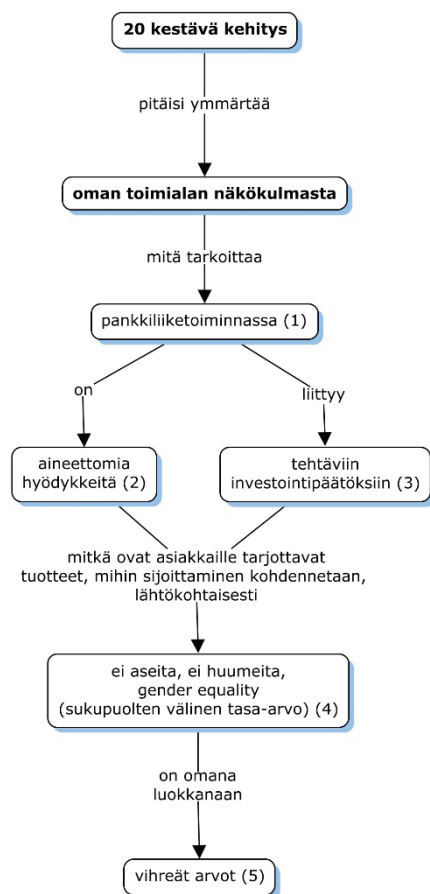 20 kestävä kehitys
pitäisi ymmärtää
oman toimialan näkökulmasta
mitä tarkoittaa
pankkiliiketoiminnassa (1)
on
liittyy
aineettomia
hyödykkeitä (2)
tehtäviin
investointipäätöksiin (3)
mitkä ovat asiakkaille tarjottavat
tuotteet, mihin sijoittaminen kohdennetaan,
lähtökohtaisesti
ei aseita, ei huumeita,
gender equality
(sukupuolten välinen tasa-arvo) (4)
on omana
luokkanaan
vihreät arvot (5)